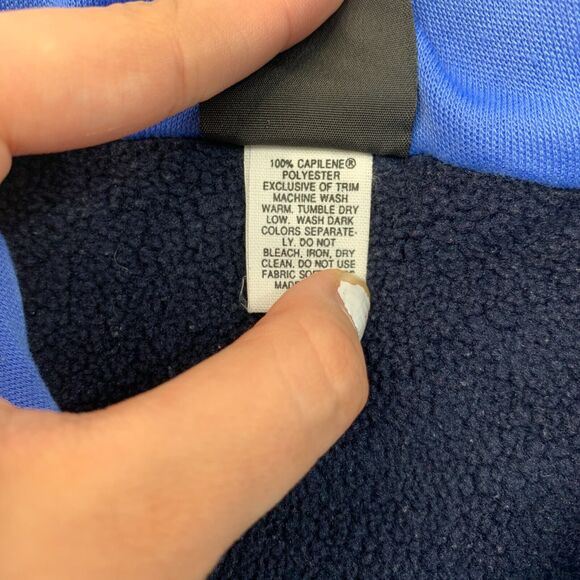 100% CAPILENE®
POLYESTER
EXCLUSIVE OF TRIM
MACHINE WASH
WARM. TUMBLE DRY
LOW. WASH DARK
COLORS SEPARATE-
LY. DO NOT
BLEACH, IRON, DRY
CLEAN. DO NOT USE
FABRIC